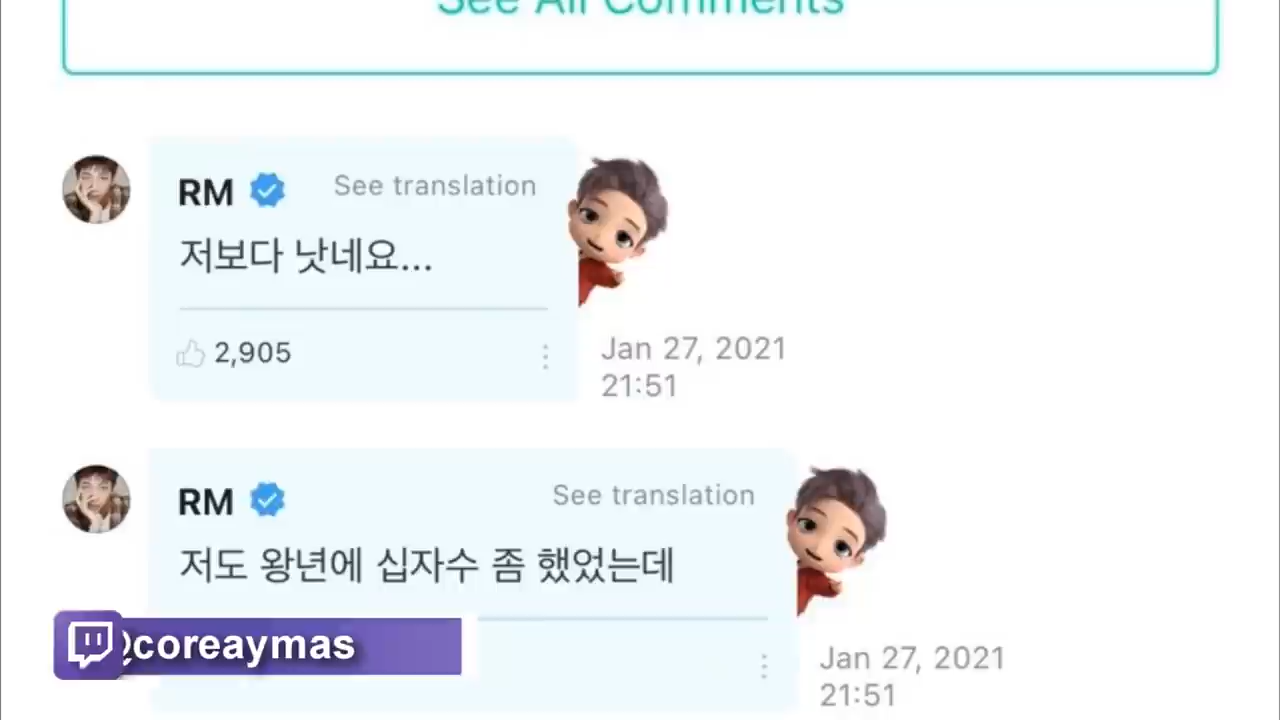 See All Comments
RM
See translation
저보다 낫네요...
2,905
Jan 27, 2021
21:51
RM
See translation
저도 왕년에 십자수 좀 했었는데
@coreaymas
Jan 27, 2021
21:51